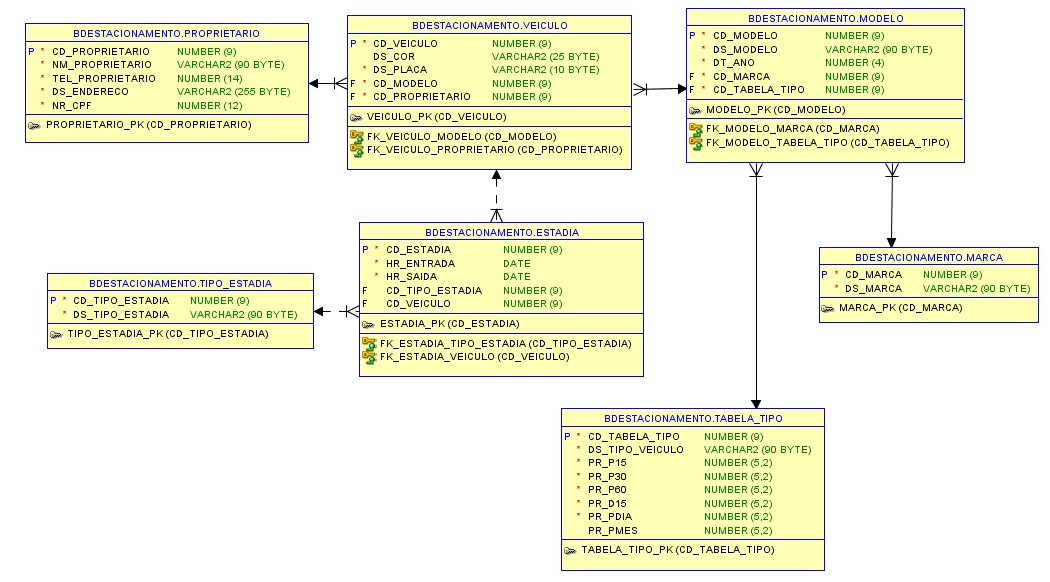 BDESTACIONAMENTO.PROPRIETARIO
P * CD_PROPRIETARIO NUMBER (9)
* NM_PROPRIETARIO VARCHAR2 (90 BYTE)
* TEL_PROPRIETARIO NUMBER (14)
* DS_ENDERECO VARCHAR2 (255 BYTE)
* NR_CPF NUMBER (12)
PROPRIETARIO_PK (CD_PROPRIETARIO)
BDESTACIONAMENTO.VEICULO
P * CD_VEICULO NUMBER (9)
DS_COR VARCHAR2 (25 BYTE)
* DS_PLACA VARCHAR2 (10 BYTE)
F * CD_MODELO NUMBER (9)
F * CD_PROPRIETARIO NUMBER (9)
VEICULO_PK (CD_VEICULO)
FK_VEICULO_MODELO (CD_MODELO)
FK_VEICULO_PROPRIETARIO (CD_PROPRIETARIO)
BDESTACIONAMENTO.MODELO
P * CD_MODELO NUMBER (9)
* DS_MODELO VARCHAR2 (90 BYTE)
* DT_ANO NUMBER (4)
F * CD_MARCA NUMBER (9)
F * CD_TABELA_TIPO NUMBER (9)
MODELO_PK (CD_MODELO)
FK_MODELO_MARCA (CD_MARCA)
FK_MODELO_TABELA_TIPO (CD_TABELA_TIPO)
BDESTACIONAMENTO.ESTADIA
P * CD_ESTADIA NUMBER (9)
* HR_ENTRADA DATE
* HR_SAIDA DATE
F CD_TIPO_ESTADIA NUMBER (9)
F CD_VEICULO NUMBER (9)
ESTADIA_PK (CD_ESTADIA)
FK_ESTADIA_TIPO_ESTADIA (CD_TIPO_ESTADIA)
FK_ESTADIA_VEICULO (CD_VEICULO)
BDESTACIONAMENTO.TIPO_ESTADIA
P * CD_TIPO_ESTADIA NUMBER (9)
* DS_TIPO_ESTADIA VARCHAR2 (90 BYTE)
TIPO_ESTADIA_PK (CD_TIPO_ESTADIA)
BDESTACIONAMENTO.MARCA
P * CD_MARCA NUMBER (9)
* DS_MARCA VARCHAR2 (90 BYTE)
MARCA_PK (CD_MARCA)
BDESTACIONAMENTO.TABELA_TIPO
P * CD_TABELA_TIPO NUMBER (9)
* DS_TIPO_VEICULO VARCHAR2 (90 BYTE)
* PR_P15 NUMBER (5,2)
* PR_P30 NUMBER (5,2)
* PR_P60 NUMBER (5,2)
* PR_D15 NUMBER (5,2)
* PR_PDIA NUMBER (5,2)
PR_PMES NUMBER (5,2)
TABELA_TIPO_PK (CD_TABELA_TIPO)